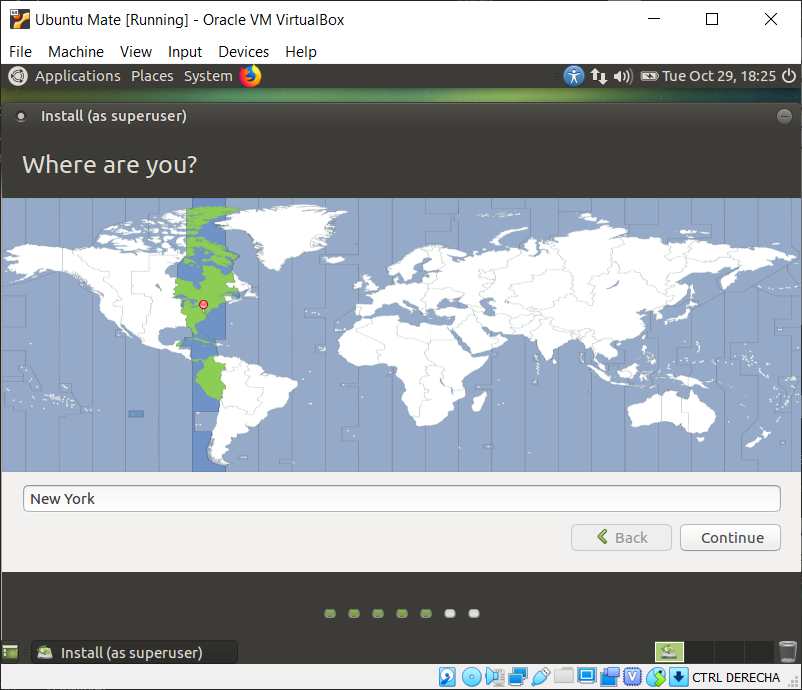 Ubuntu Mate [Running] - Oracle VM VirtualBox
File Machine View Input Devices Help
Applications Places System Tue Oct 29, 18:25
Install (as superuser)
Where are you?
New York
Back Continue
Install (as superuser)
CTRL DERECHA